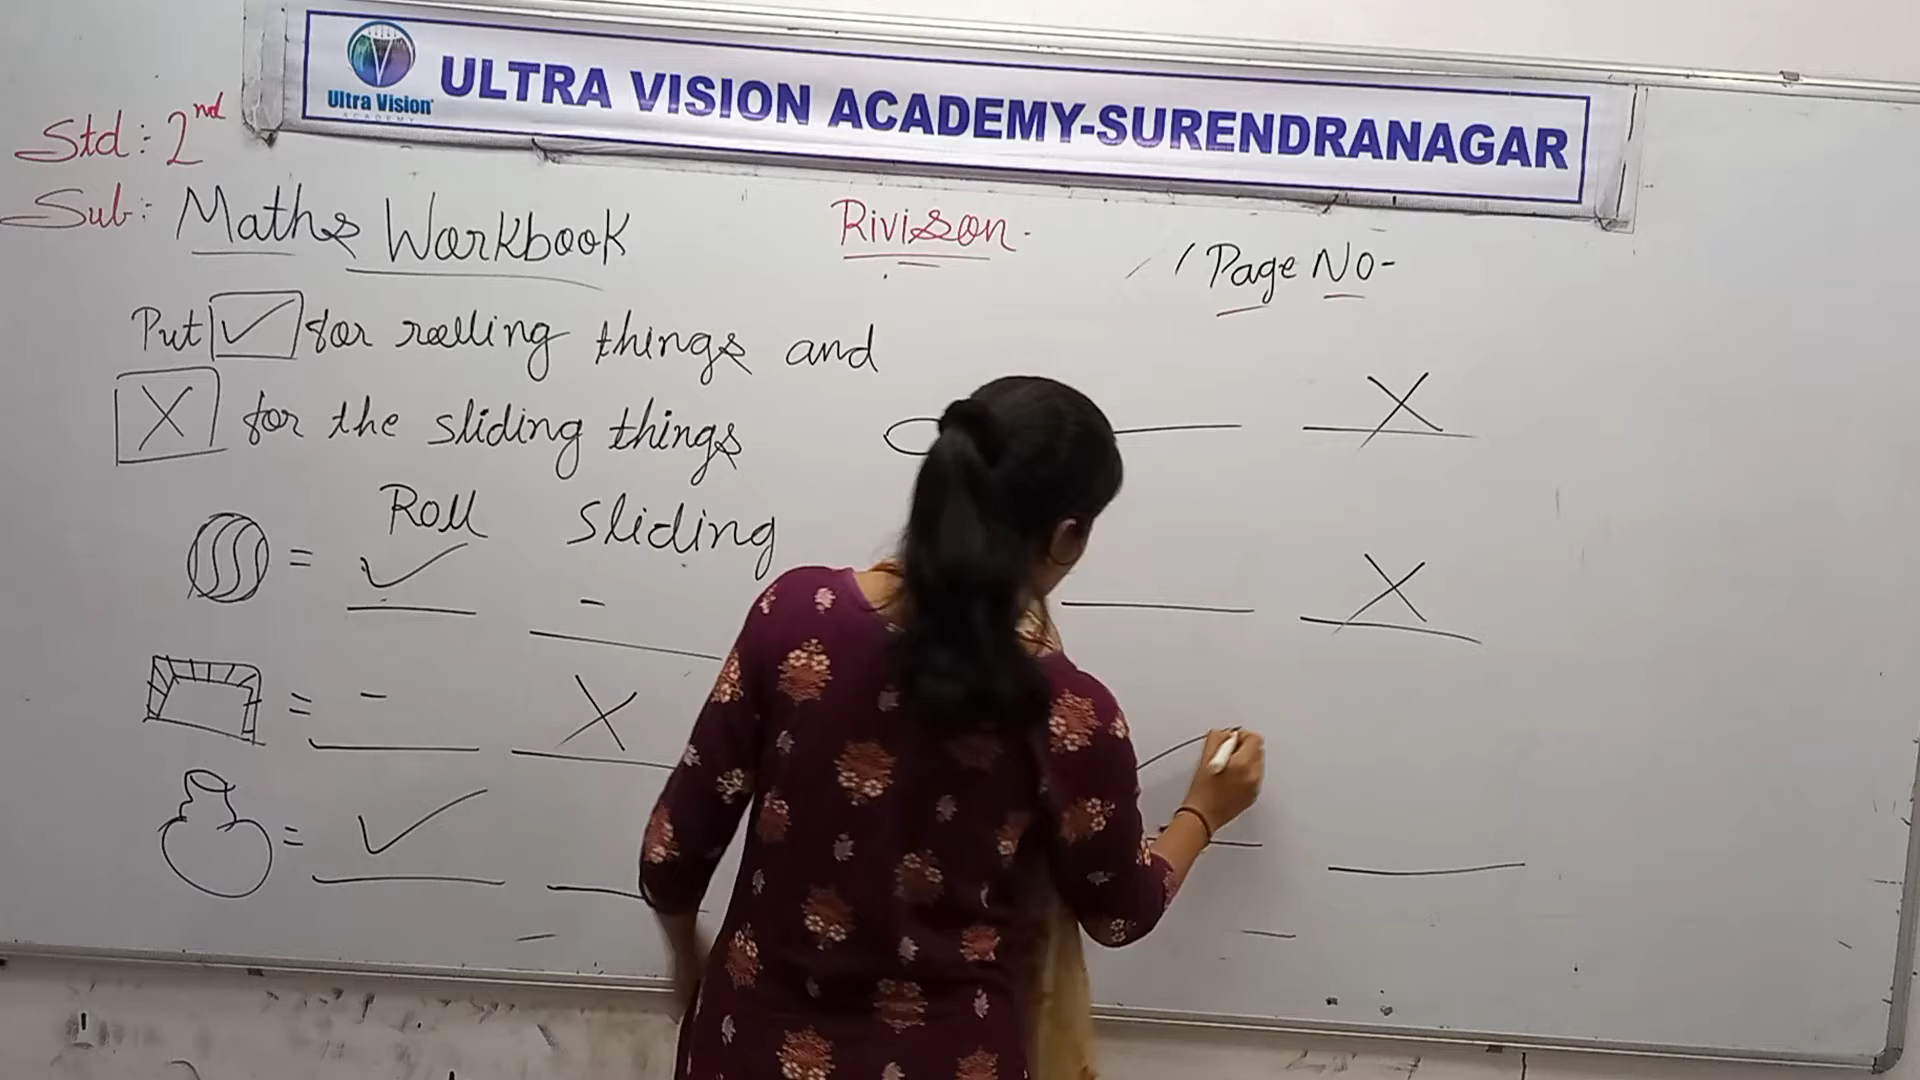 Ultra Vision
ACADEMY
ULTRA VISION ACADEMY-SURENDRANAGAR
Std: 2nd
Sub: Maths Workbook
Rivison.
Page No-
Put ✓ for rolling things and
X for the sliding things
Roll Sliding
= ✓ -
= - X
= ✓
X
X